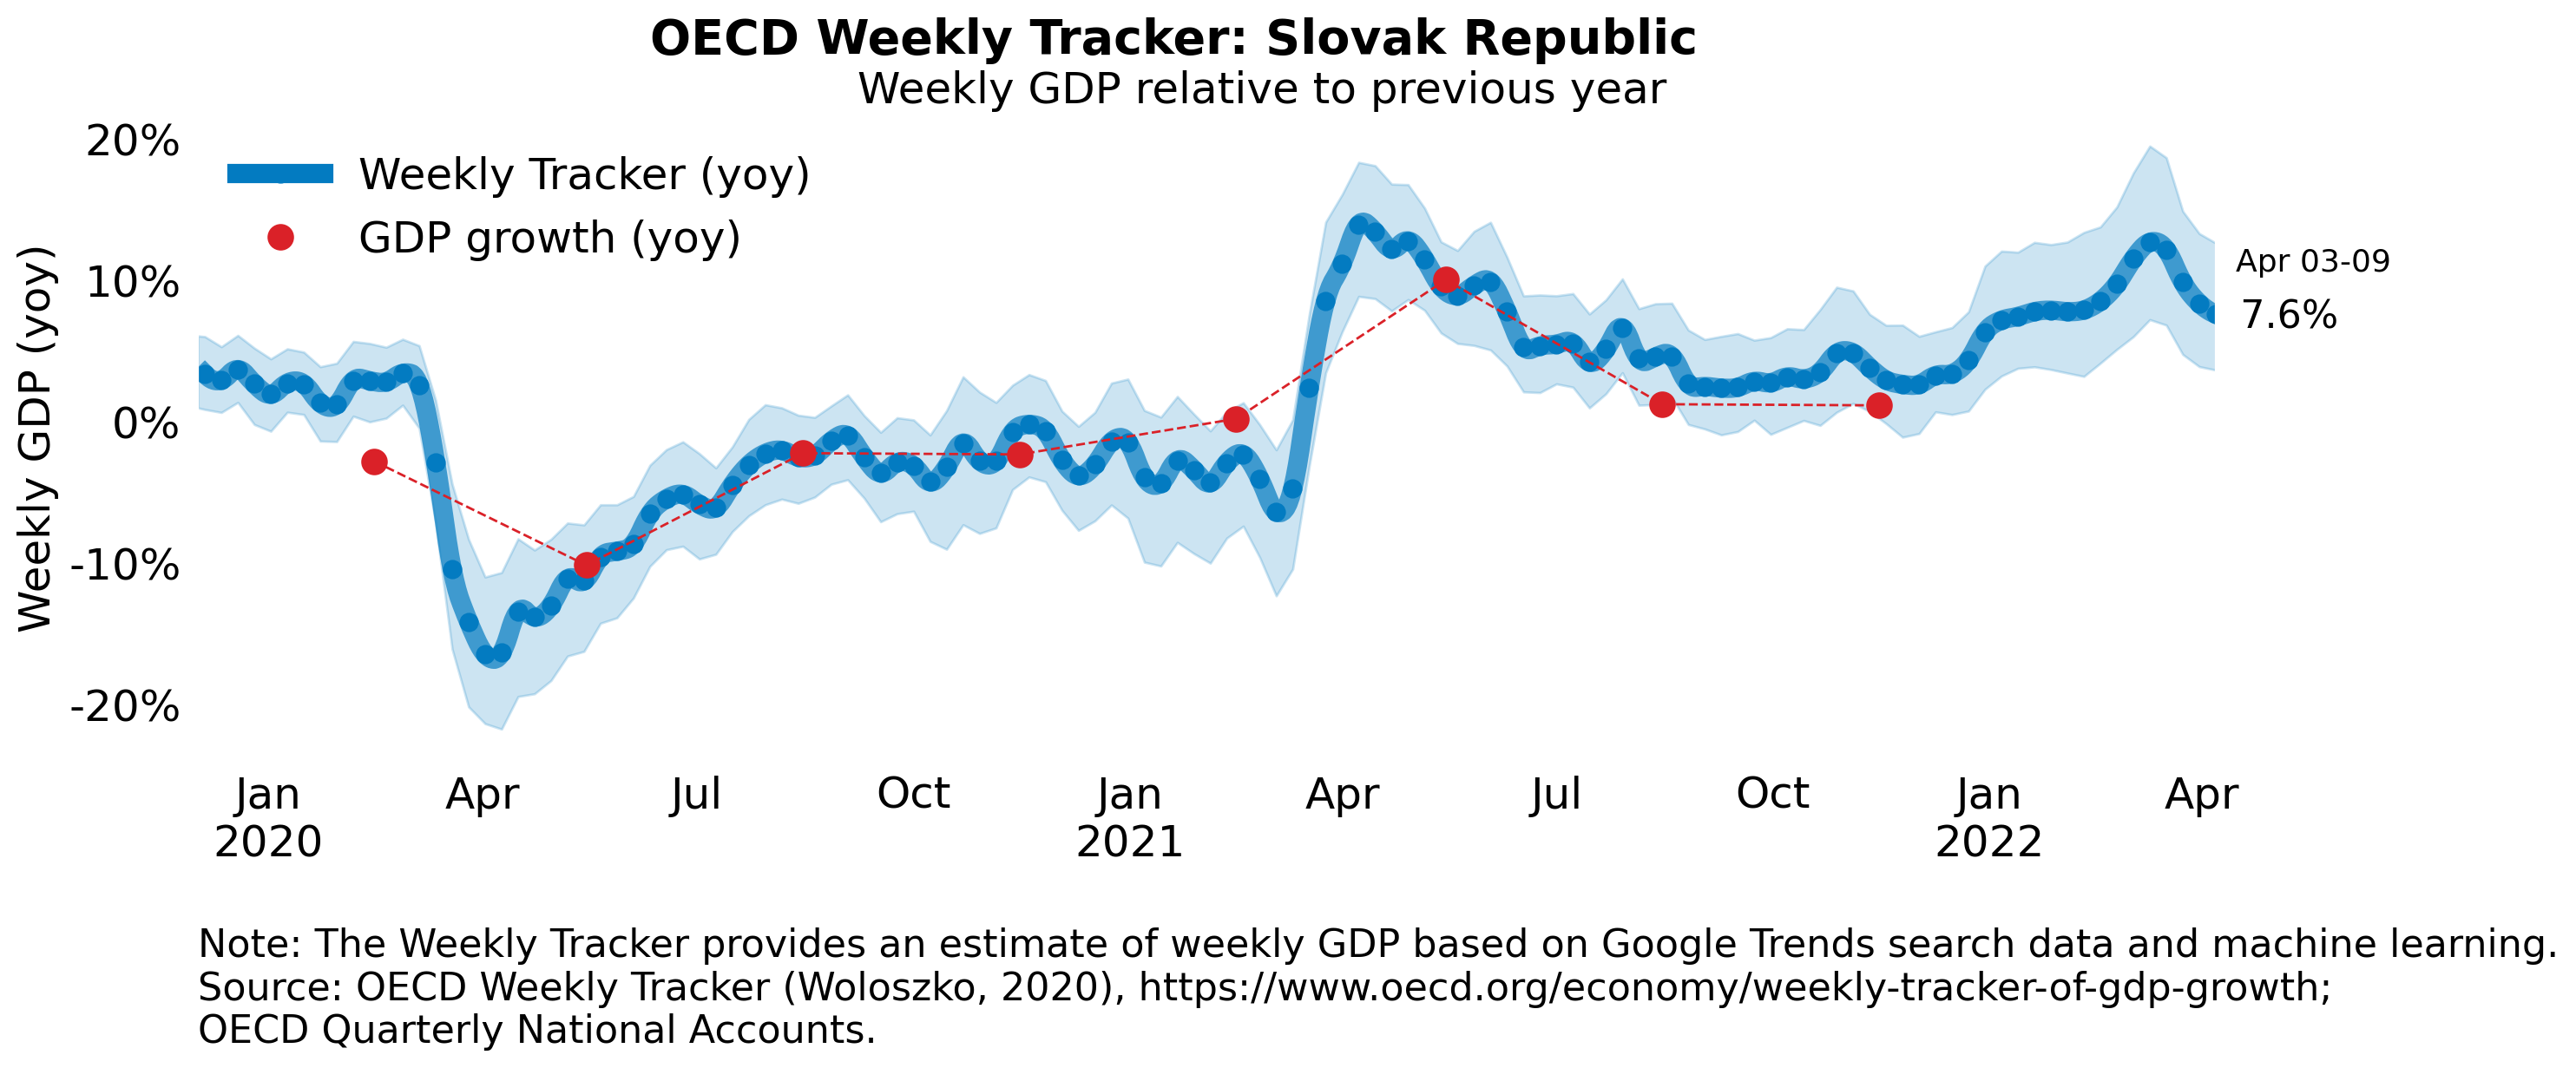 OECD Weekly Tracker: Slovak Republic
Weekly GDP relative to previous year
Weekly GDP (yoy)
20%
10%
0%
-10%
-20%
Weekly Tracker (yoy)
GDP growth (yoy)
Apr 03-09
7.6%
Jan Apr Jul Oct Jan Apr Jul Oct Jan Apr
2020 2021 2022
Note: The Weekly Tracker provides an estimate of weekly GDP based on Google Trends search data and machine learning.
Source: OECD Weekly Tracker (Woloszko, 2020), https://www.oecd.org/economy/weekly-tracker-of-gdp-growth;
OECD Quarterly National Accounts.